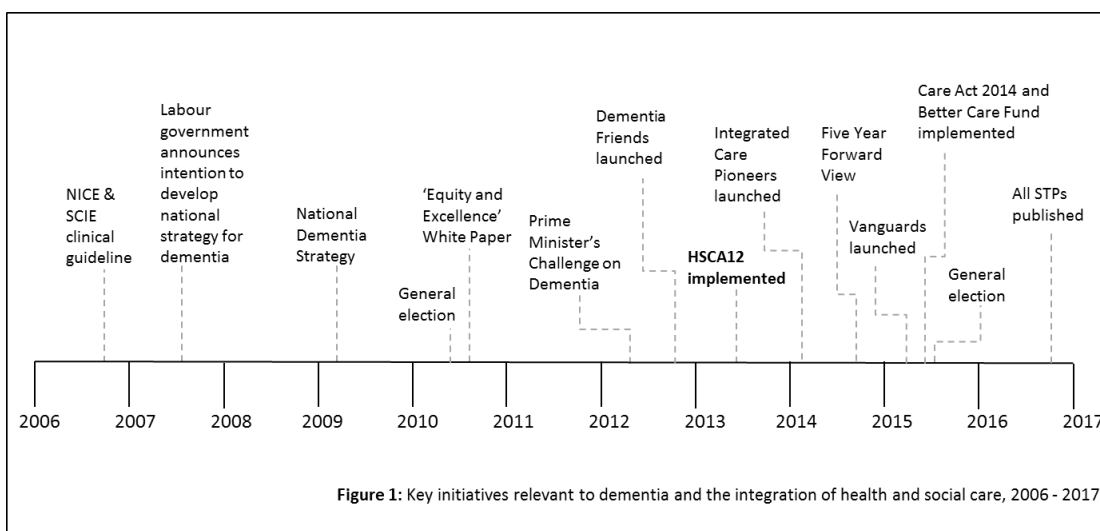 NICE &
SCIE
clinical
guideline
Labour
government
announces
intention to
develop
national
strategy for
dementia
National
Dementia
Strategy
General
election
‘Equity and
Excellence’
White Paper
Prime
Minister’s
Challenge on
Dementia
Dementia
Friends
launched
HSCA12
implemented
Integrated
Care
Pioneers
launched
Five Year
Forward
View
Vanguards
launched
Care Act 2014 and
Better Care Fund
implemented
General
election
All STPs
published
2006 2007 2008 2009 2010 2011 2012 2013 2014 2015 2016 2017
Figure 1: Key initiatives relevant to dementia and the integration of health and social care, 2006 - 2017